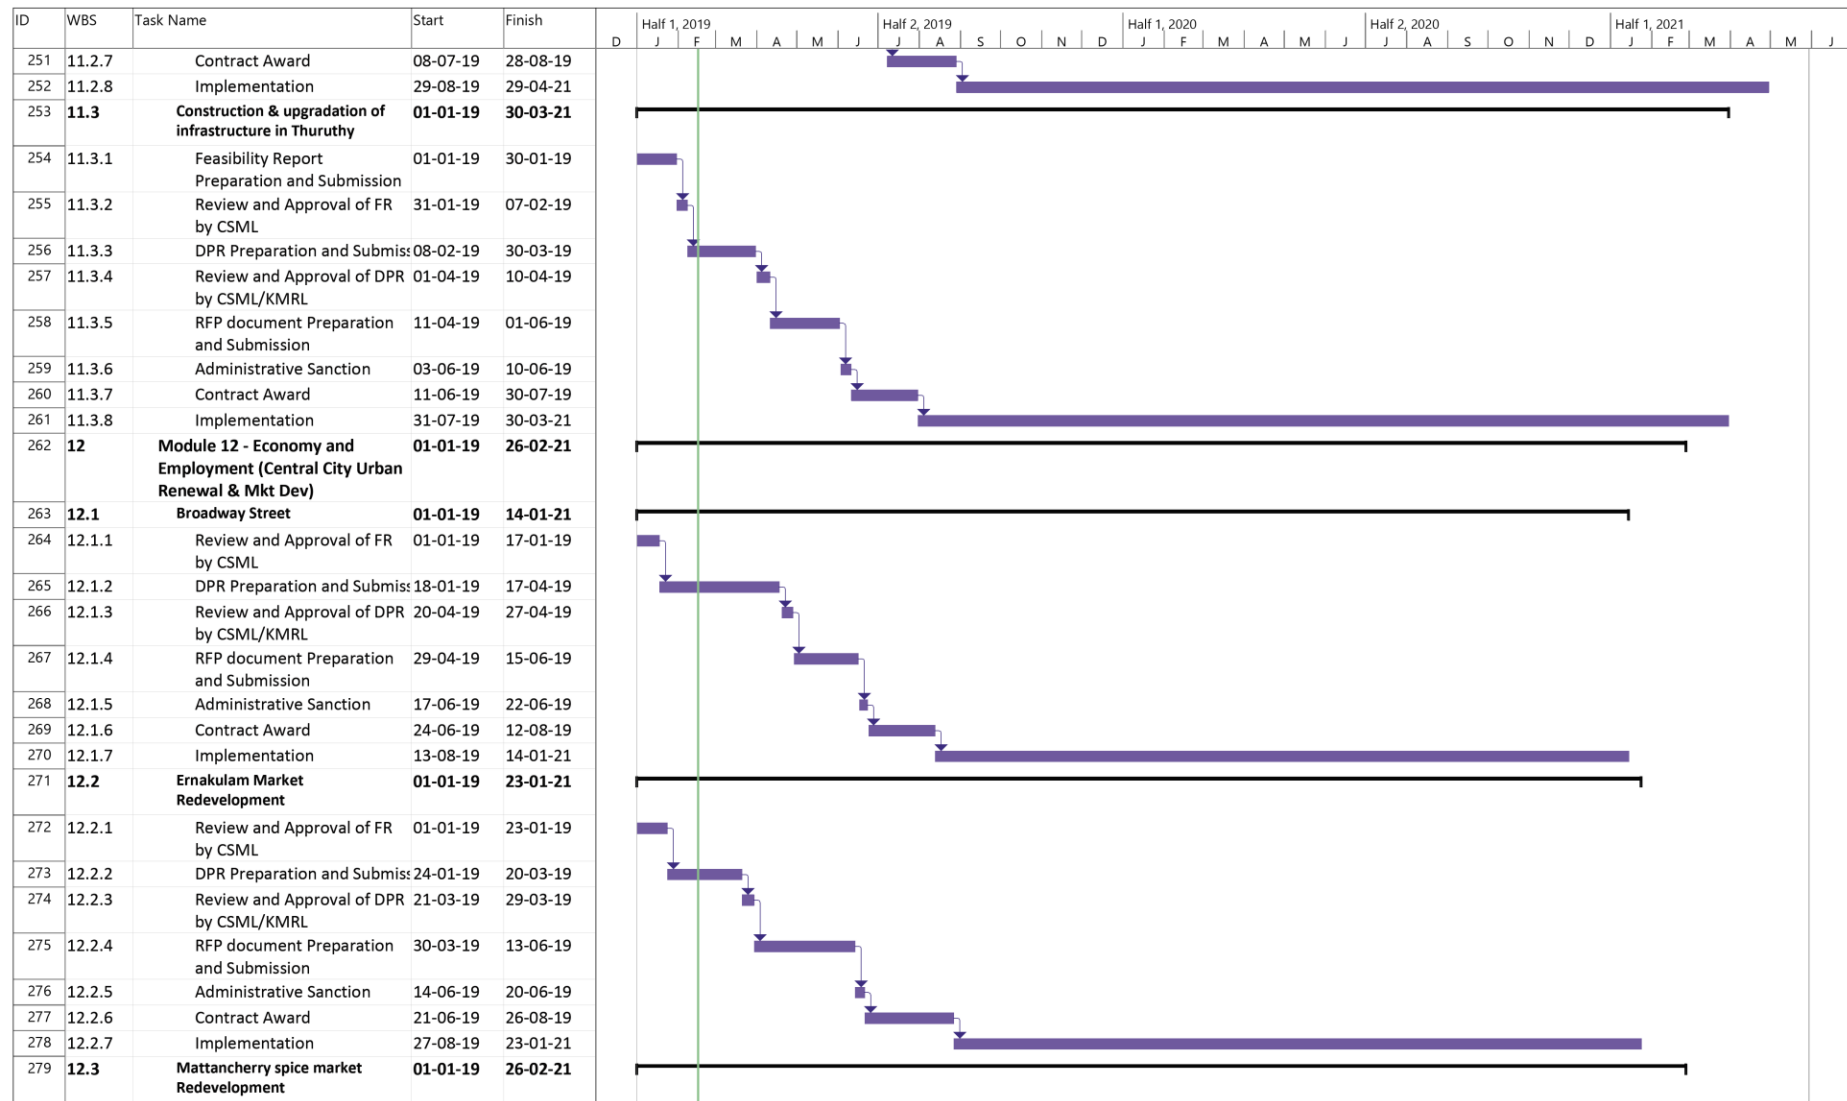 ID WBS Task Name Start Finish Half 1, 2019 Half 2, 2019 Half 1, 2020 Half 2, 2020 Half 1, 2021
D J F M A M J J A S O N D J F M A M J J A S O N D J F M A M J
251 11.2.7 Contract Award 08-07-19 28-08-19
252 11.2.8 Implementation 29-08-19 29-04-21
253 11.3 Construction & upgradation of 01-01-19 30-03-21
infrastructure in Thuruthy
254 11.3.1 Feasibility Report 01-01-19 30-01-19
Preparation and Submission
255 11.3.2 Review and Approval of FR 31-01-19 07-02-19
by CSML
256 11.3.3 DPR Preparation and Submiss 08-02-19 30-03-19
257 11.3.4 Review and Approval of DPR 01-04-19 10-04-19
by CSML/KMRL
258 11.3.5 RFP document Preparation 11-04-19 01-06-19
and Submission
259 11.3.6 Administrative Sanction 03-06-19 10-06-19
260 11.3.7 Contract Award 11-06-19 30-07-19
261 11.3.8 Implementation 31-07-19 30-03-21
262 12 Module 12 - Economy and 01-01-19 26-02-21
Employment (Central City Urban
Renewal & Mkt Dev)
263 12.1 Broadway Street 01-01-19 14-01-21
264 12.1.1 Review and Approval of FR 01-01-19 17-01-19
by CSML
265 12.1.2 DPR Preparation and Submiss 18-01-19 17-04-19
266 12.1.3 Review and Approval of DPR 20-04-19 27-04-19
by CSML/KMRL
267 12.1.4 RFP document Preparation 29-04-19 15-06-19
and Submission
268 12.1.5 Administrative Sanction 17-06-19 22-06-19
269 12.1.6 Contract Award 24-06-19 12-08-19
270 12.1.7 Implementation 13-08-19 14-01-21
271 12.2 Ernakulam Market 01-01-19 23-01-21
Redevelopment
272 12.2.1 Review and Approval of FR 01-01-19 23-01-19
by CSML
273 12.2.2 DPR Preparation and Submiss 24-01-19 20-03-19
274 12.2.3 Review and Approval of DPR 21-03-19 29-03-19
by CSML/KMRL
275 12.2.4 RFP document Preparation 30-03-19 13-06-19
and Submission
276 12.2.5 Administrative Sanction 14-06-19 20-06-19
277 12.2.6 Contract Award 21-06-19 26-08-19
278 12.2.7 Implementation 27-08-19 23-01-21
279 12.3 Mattancherry spice market 01-01-19 26-02-21
Redevelopment